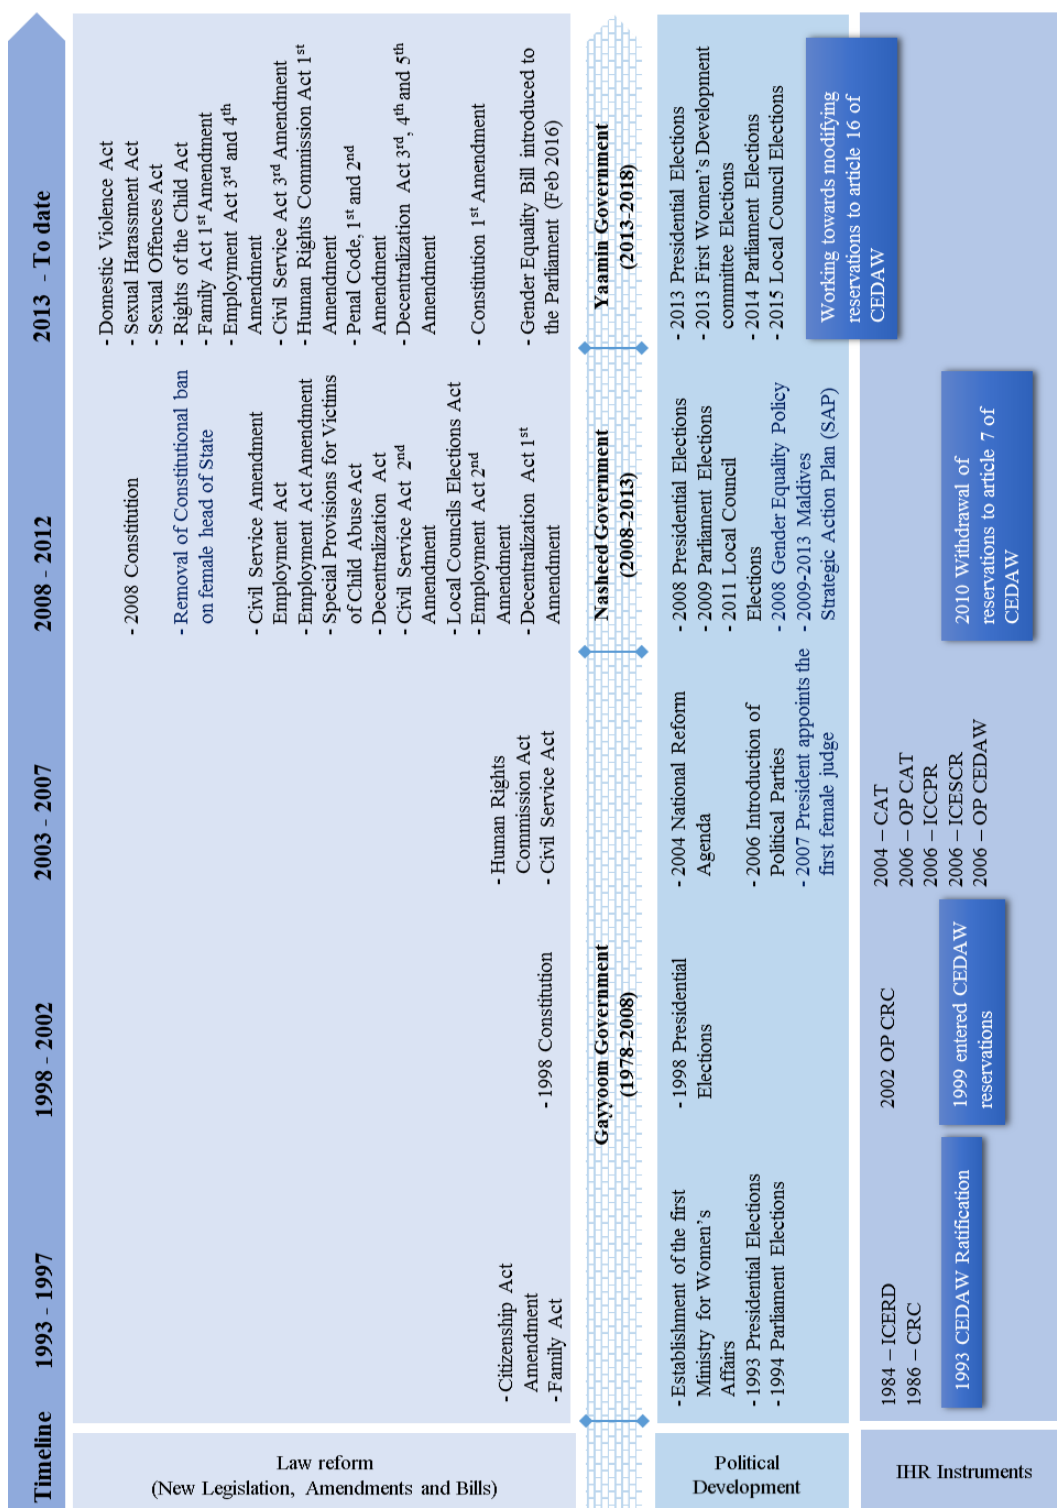 Timeline
1993 - 1997
1998 - 2002
2003 - 2007
2008 - 2012
2013 - To date
Law reform
(New Legislation, Amendments and Bills)
- Citizenship Act
Amendment
- Family Act
- 1998 Constitution
- Human Rights
Commission Act
- Civil Service Act
- 2008 Constitution
- Removal of Constitutional ban
on female head of State
- Civil Service Amendment
Employment Act
- Employment Act Amendment
- Special Provisions for Victims
of Child Abuse Act
- Decentralization Act
- Civil Service Act 2nd
Amendment
- Local Councils Elections Act
- Employment Act 2nd
Amendment
- Decentralization Act 1st
Amendment
- Domestic Violence Act
- Sexual Harassment Act
- Sexual Offences Act
- Rights of the Child Act
- Family Act 1st Amendment
- Employment Act 3rd and 4th
Amendment
- Civil Service Act 3rd Amendment
- Human Rights Commission Act 1st
Amendment
- Penal Code, 1st and 2nd
Amendment
- Decentralization Act 3rd, 4th and 5th
Amendment
- Constitution 1st Amendment
- Gender Equality Bill introduced to
the Parliament (Feb 2016)
Gayyoom Government
(1978-2008)
Nasheed Government
(2008-2013)
Yaamin Government
(2013-2018)
Political
Development
- Establishment of the first
Ministry for Women's
Affairs
- 1993 Presidential Elections
- 1994 Parliament Elections
- 1998 Presidential
Elections
- 2004 National Reform
Agenda
- 2006 Introduction of
Political Parties
- 2007 President appoints the
first female judge
- 2008 Presidential Elections
- 2009 Parliament Elections
- 2011 Local Council
Elections
- 2008 Gender Equality Policy
- 2009-2013 Maldives
Strategic Action Plan (SAP)
- 2013 Presidential Elections
- 2013 First Women's Development
committee Elections
- 2014 Parliament Elections
- 2015 Local Council Elections
IHR Instruments
1984 – ICERD
1986 – CRC
1993 CEDAW Ratification
2002 OP CRC
1999 entered CEDAW
reservations
2004 – CAT
2006 – OP CAT
2006 – ICCPR
2006 – ICESCR
2006 – OP CEDAW
2010 Withdrawal of
reservations to article 7 of
CEDAW
Working towards modifying
reservations to article 16 of
CEDAW